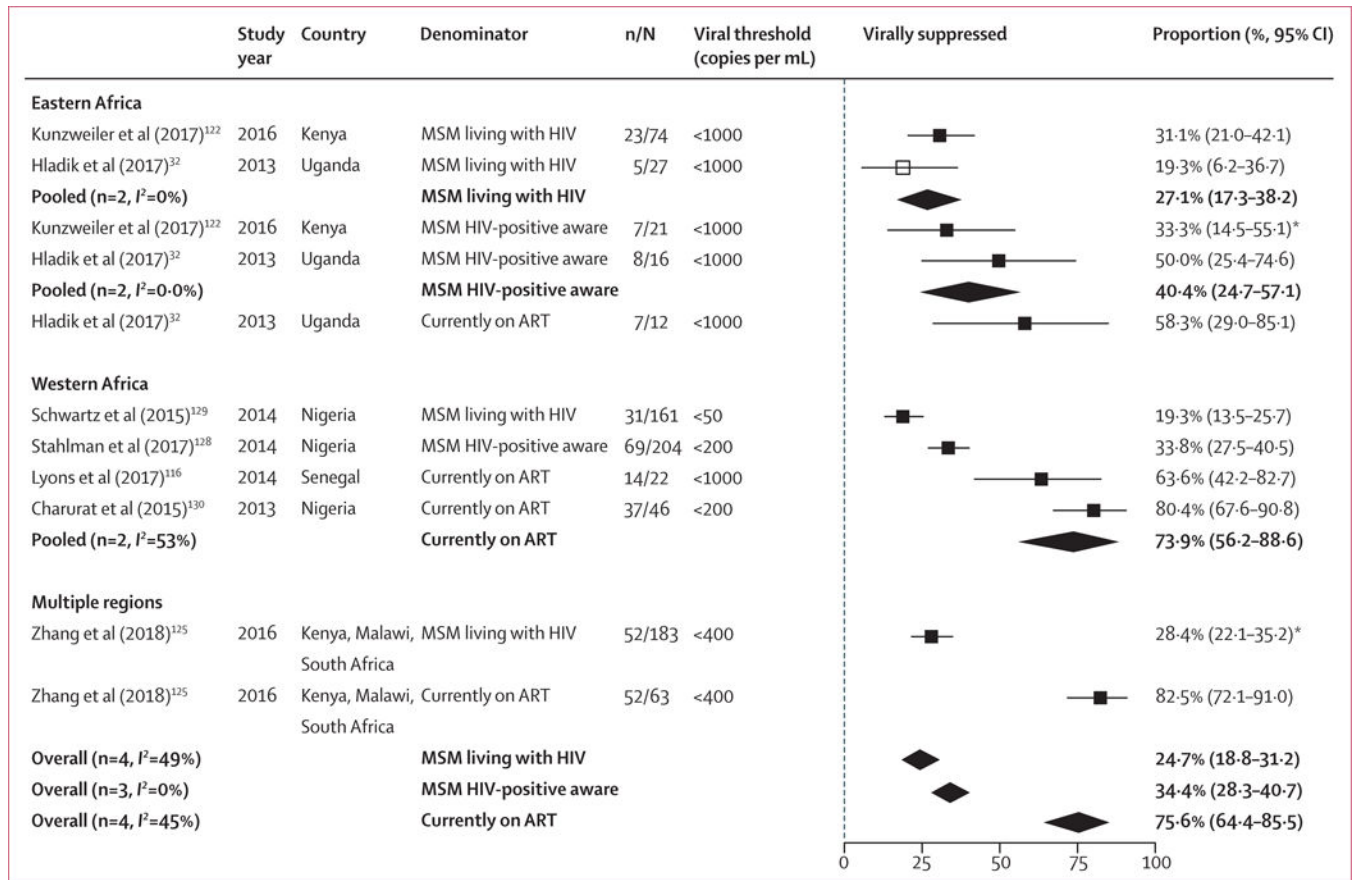 Study year Country Denominator n/N Viral threshold (copies per mL) Virally suppressed Proportion (%, 95% CI)
Eastern Africa
Kunzweiler et al (2017)¹²² 2016 Kenya MSM living with HIV 23/74 <1000 31·1% (21·0–42·1)
Hladik et al (2017)³² 2013 Uganda MSM living with HIV 5/27 <1000 19·3% (6·2–36·7)
Pooled (n=2, I²=0%) MSM living with HIV 27·1% (17·3–38·2)
Kunzweiler et al (2017)¹²² 2016 Kenya MSM HIV-positive aware 7/21 <1000 33·3% (14·5–55·1)*
Hladik et al (2017)³² 2013 Uganda MSM HIV-positive aware 8/16 <1000 50·0% (25·4–74·6)
Pooled (n=2, I²=0·0%) MSM HIV-positive aware 40·4% (24·7–57·1)
Hladik et al (2017)³² 2013 Uganda Currently on ART 7/12 <1000 58·3% (29·0–85·1)
Western Africa
Schwartz et al (2015)¹²⁹ 2014 Nigeria MSM living with HIV 31/161 <50 19·3% (13·5–25·7)
Stahlman et al (2017)¹²⁸ 2014 Nigeria MSM HIV-positive aware 69/204 <200 33·8% (27·5–40·5)
Lyons et al (2017)¹¹⁶ 2014 Senegal Currently on ART 14/22 <1000 63·6% (42·2–82·7)
Charurat et al (2015)¹³⁰ 2013 Nigeria Currently on ART 37/46 <200 80·4% (67·6–90·8)
Pooled (n=2, I²=53%) Currently on ART 73·9% (56·2–88·6)
Multiple regions
Zhang et al (2018)¹²⁵ 2016 Kenya, Malawi, MSM living with HIV 52/183 <400 28·4% (22·1–35·2)*
South Africa
Zhang et al (2018)¹²⁵ 2016 Kenya, Malawi, Currently on ART 52/63 <400 82·5% (72·1–91·0)
South Africa
Overall (n=4, I²=49%) MSM living with HIV 24·7% (18·8–31·2)
Overall (n=3, I²=0%) MSM HIV-positive aware 34·4% (28·3–40·7)
Overall (n=4, I²=45%) Currently on ART 75·6% (64·4–85·5)
0 25 75 100